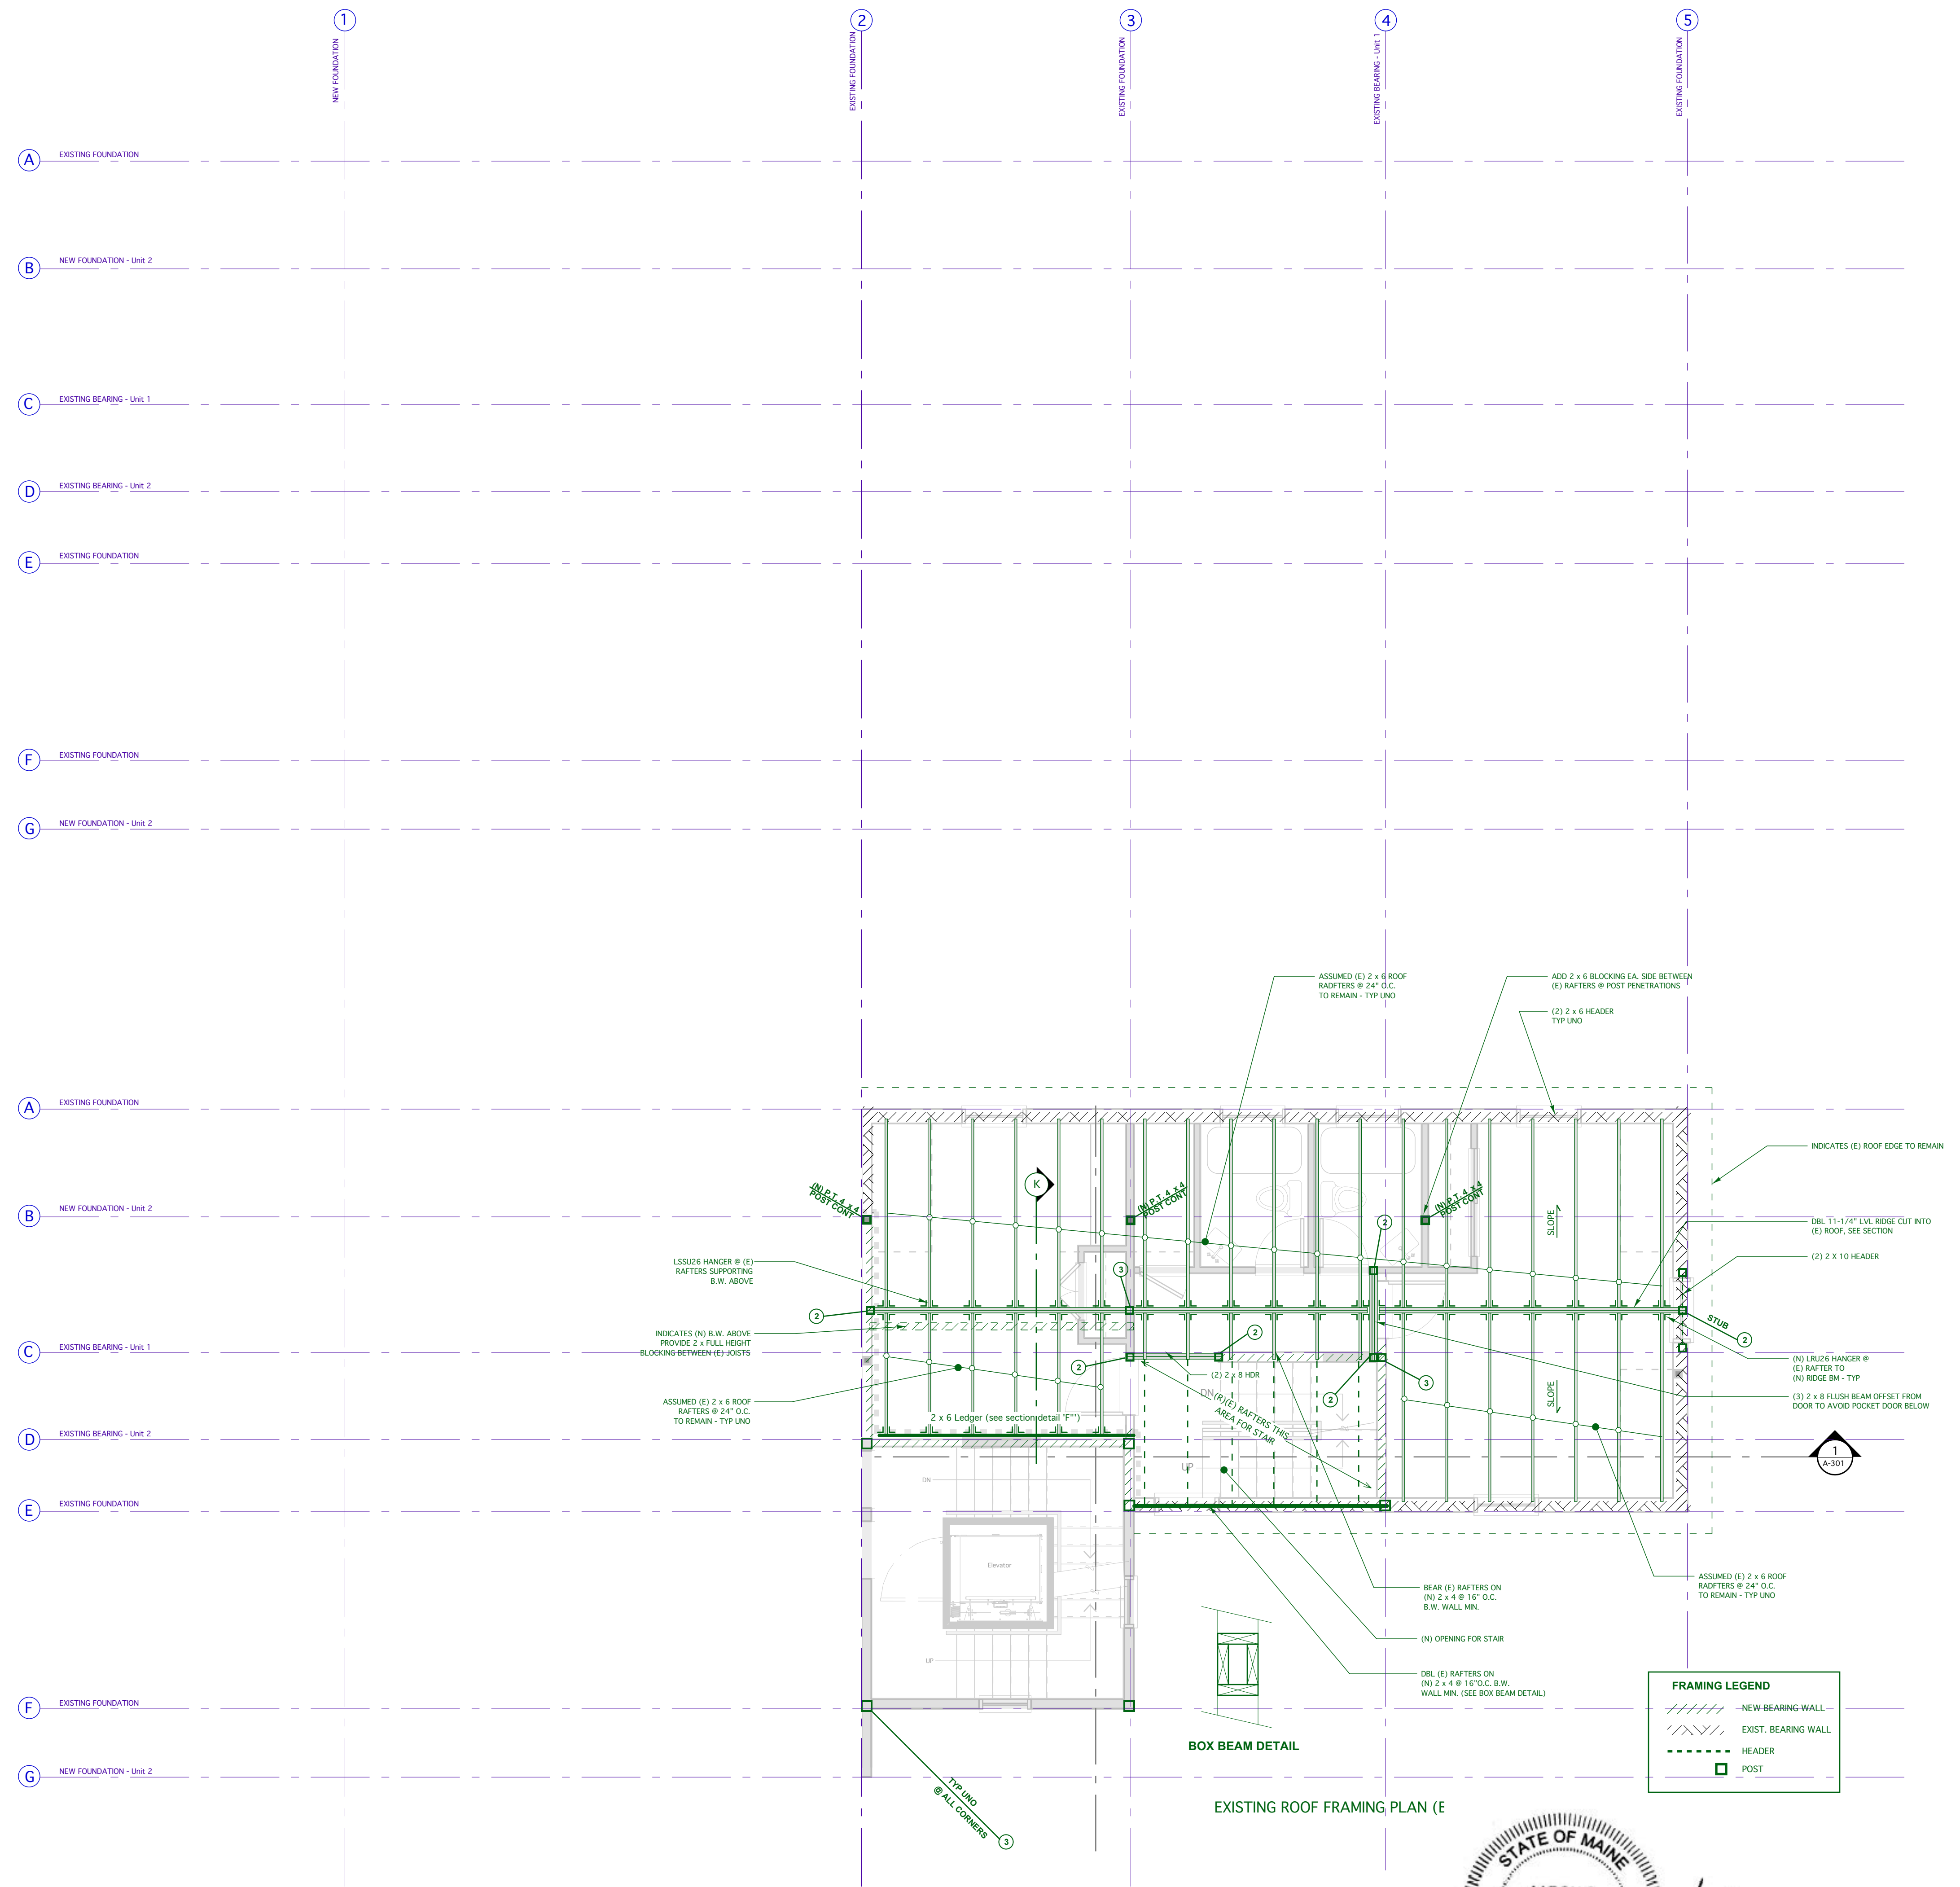 1
2
3
4
5
NEW FOUNDATION
EXISTING FOUNDATION
EXISTING FOUNDATION
EXISTING BEARING - Unit 1
EXISTING FOUNDATION
A
EXISTING FOUNDATION
B
NEW FOUNDATION - Unit 2
C
EXISTING BEARING - Unit 1
D
EXISTING BEARING - Unit 2
E
EXISTING FOUNDATION
F
EXISTING FOUNDATION
G
NEW FOUNDATION - Unit 2
ASSUMED (E) 2 x 6 ROOF
RADFTERS @ 24" O.C.
TO REMAIN - TYP UNO
ADD 2 x 6 BLOCKING EA. SIDE BETWEEN
(E) RAFTERS @ POST PENETRATIONS
(2) 2 x 6 HEADER
TYP UNO
A
EXISTING FOUNDATION
INDICATES (E) ROOF EDGE TO REMAIN
K
(N) P.T. 4 x 4
POST CONT
(N) P.T. 4 x 4
POST CONT
(N) P.T. 4 x 4
POST CONT
B
NEW FOUNDATION - Unit 2
2
SLOPE
DBL 11-1/4" LVL RIDGE CUT INTO
(E) ROOF, SEE SECTION
(2) 2 X 10 HEADER
LSSU26 HANGER @ (E)
RAFTERS SUPPORTING
B.W. ABOVE
3
2
STUB
2
INDICATES (N) B.W. ABOVE
PROVIDE 2 x FULL HEIGHT
BLOCKING BETWEEN (E) JOISTS
C
EXISTING BEARING - Unit 1
2
2
(2) 2 x 8 HDR
2
3
(N) LRU26 HANGER @
(E) RAFTER TO
(N) RIDGE BM - TYP
(3) 2 x 8 FLUSH BEAM OFFSET FROM
DOOR TO AVOID POCKET DOOR BELOW
SLOPE
ASSUMED (E) 2 x 6 ROOF
RAFTERS @ 24" O.C.
TO REMAIN - TYP UNO
DN
(R)(E) RAFTERS THIS
AREA FOR STAIR
2 x 6 Ledger (see section detail 'F'')
D
EXISTING BEARING - Unit 2
UP
1
A-301
DN
E
EXISTING FOUNDATION
Elevator
ASSUMED (E) 2 x 6 ROOF
RADFTERS @ 24" O.C.
TO REMAIN - TYP UNO
BEAR (E) RAFTERS ON
(N) 2 x 4 @ 16" O.C.
B.W. WALL MIN.
(N) OPENING FOR STAIR
UP
DBL (E) RAFTERS ON
(N) 2 x 4 @ 16"O.C. B.W.
WALL MIN. (SEE BOX BEAM DETAIL)
F
EXISTING FOUNDATION
BOX BEAM DETAIL
FRAMING LEGEND
NEW BEARING WALL
EXIST. BEARING WALL
HEADER
POST
G
NEW FOUNDATION - Unit 2
TYP UNO
@ ALL CORNERS
3
EXISTING ROOF FRAMING PLAN (E
STATE OF MAINE